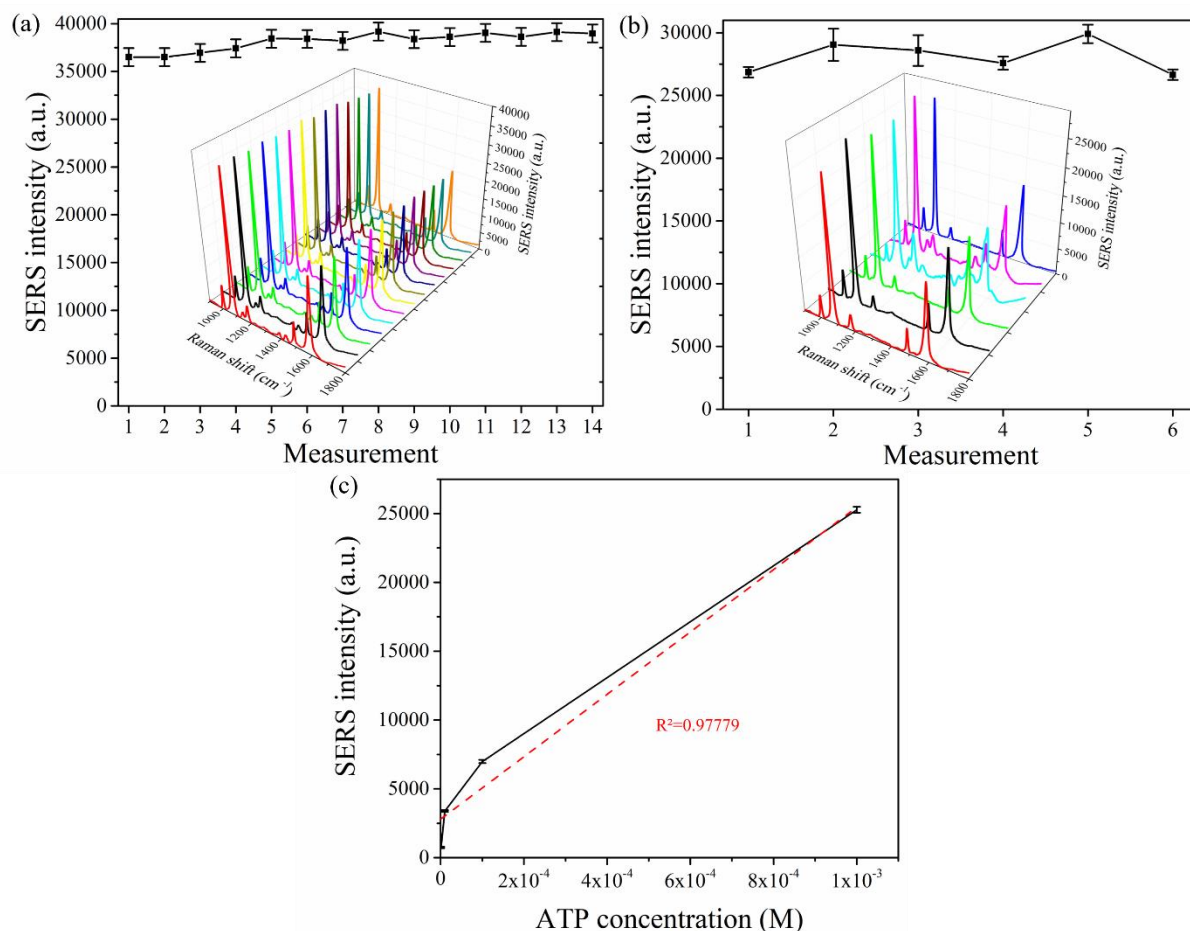 (a)
40000
35000
30000
25000
20000
15000
10000
5000
0
SERS intensity (a.u.)
1 2 3 4 5 6 7 8 9 10 11 12 13 14
Measurement
40000
35000
30000
25000
20000
15000
10000
5000
0
SERS intensity (a.u.)
1000 1200 1400 1600 1800
Raman shift (cm⁻¹)
(b)
30000
25000
20000
15000
10000
5000
0
SERS intensity (a.u.)
1 2 3 4 5 6
Measurement
25000
20000
15000
10000
5000
0
SERS intensity (a.u.)
1000 1200 1400 1600 1800
Raman shift (cm⁻¹)
(c)
25000
20000
15000
10000
5000
0
SERS intensity (a.u.)
R²=0.97779
0 2x10⁻⁴ 4x10⁻⁴ 6x10⁻⁴ 8x10⁻⁴ 1x10⁻³
ATP concentration (M)